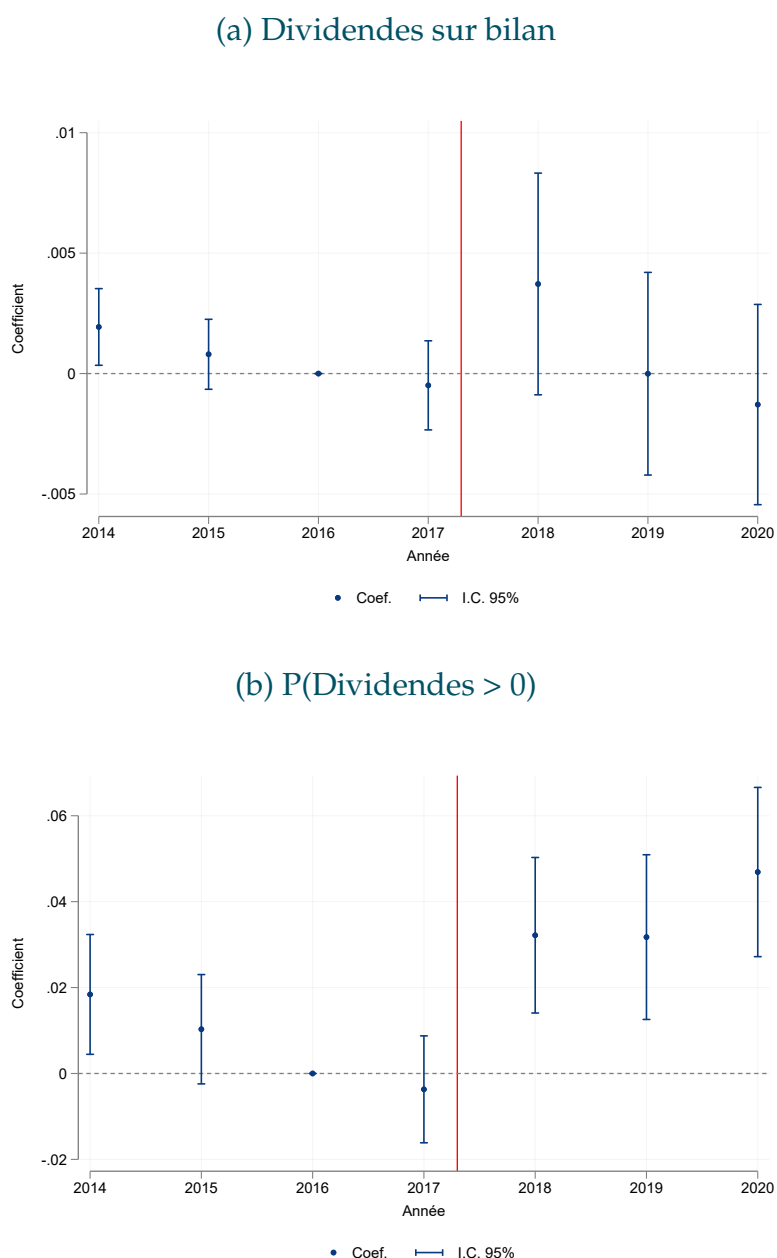 (a) Dividendes sur bilan
.01
.005
0
-.005
Coefficient
2014 2015 2016 2017 2018 2019 2020
Année
Coef. I.C. 95%
(b) P(Dividendes > 0)
.06
.04
.02
0
-.02
Coefficient
2014 2015 2016 2017 2018 2019 2020
Année
Coef. I.C. 95%